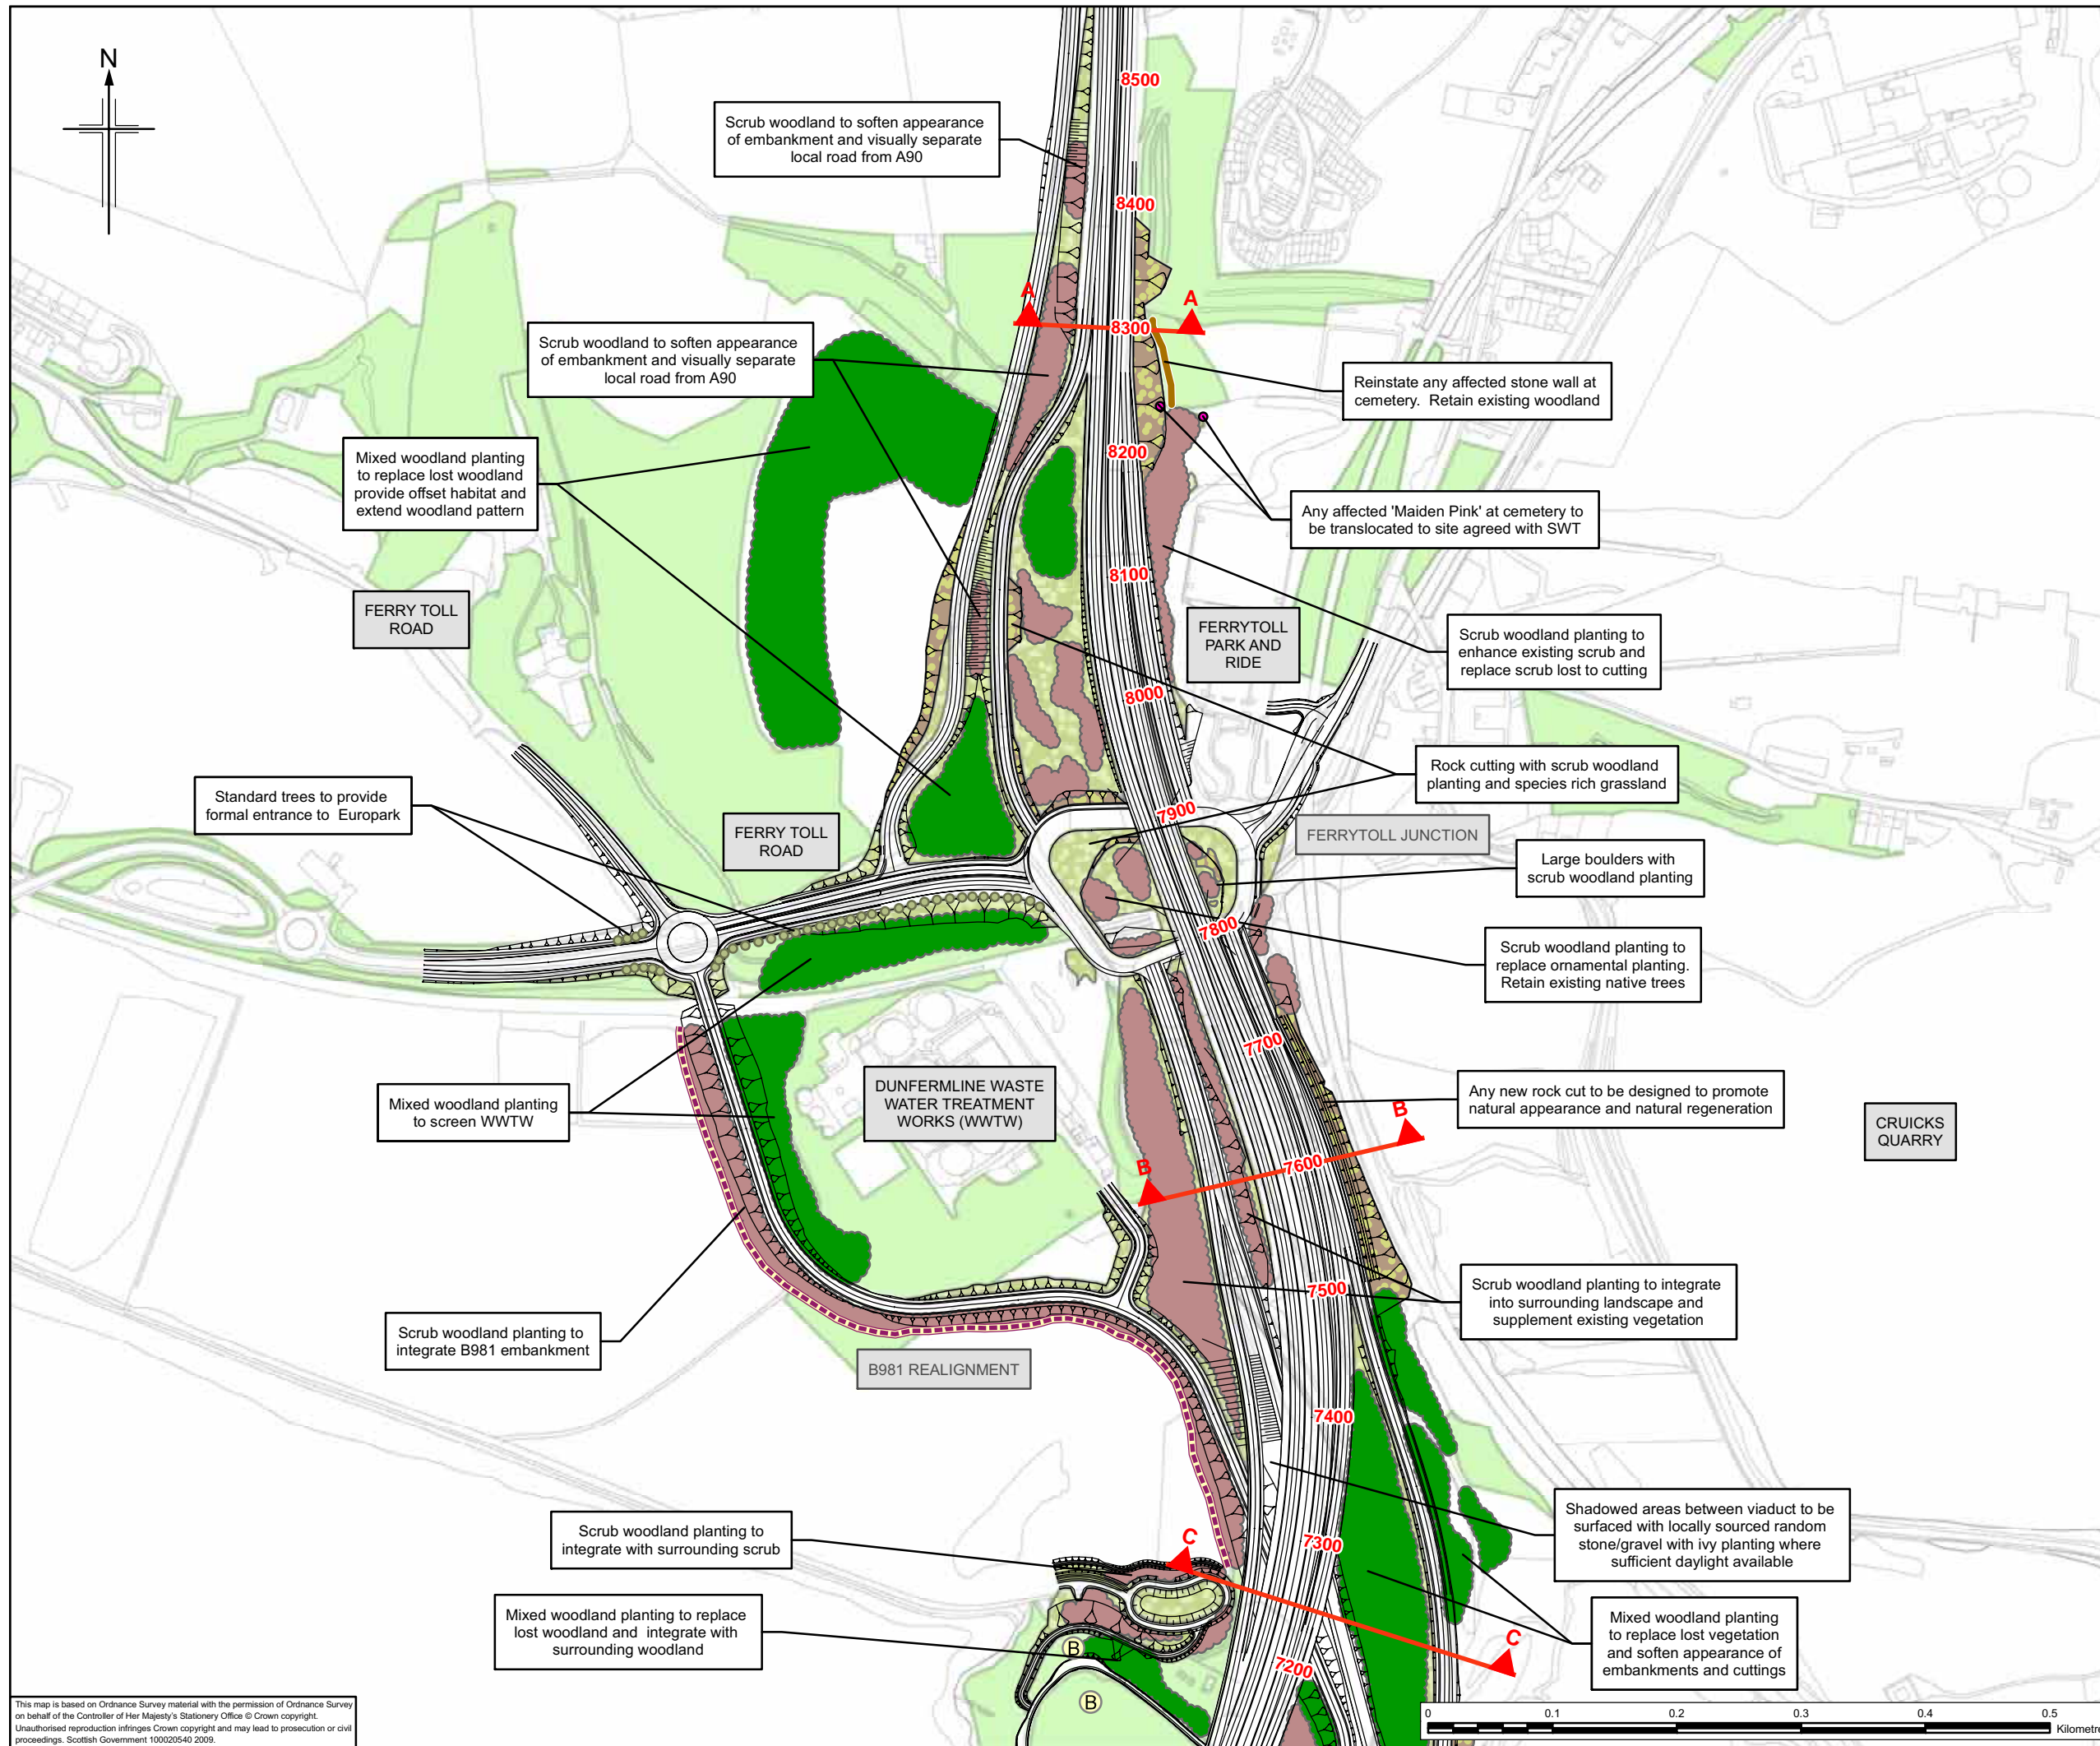 N
8500
Scrub woodland to soften appearance
of embankment and visually separate
local road from A90
8400
A
A
8300
Scrub woodland to soften appearance
of embankment and visually separate
local road from A90
Reinstate any affected stone wall at
cemetery. Retain existing woodland
Mixed woodland planting
to replace lost woodland
provide offset habitat and
extend woodland pattern
8200
Any affected 'Maiden Pink' at cemetery to
be translocated to site agreed with SWT
8100
FERRY TOLL
ROAD
FERRYTOLL
PARK AND
RIDE
Scrub woodland planting to
enhance existing scrub and
replace scrub lost to cutting
8000
Rock cutting with scrub woodland
planting and species rich grassland
Standard trees to provide
formal entrance to Europark
7900
FERRY TOLL
ROAD
FERRYTOLL JUNCTION
Large boulders with
scrub woodland planting
7800
Scrub woodland planting to
replace ornamental planting.
Retain existing native trees
7700
Mixed woodland planting
to screen WWTW
DUNFERMLINE WASTE
WATER TREATMENT
WORKS (WWTW)
Any new rock cut to be designed to promote
natural appearance and natural regeneration
B
B
CRUICKS
QUARRY
7600
7500
Scrub woodland planting to integrate
into surrounding landscape and
supplement existing vegetation
Scrub woodland planting to
integrate B981 embankment
B981 REALIGNMENT
7400
Shadowed areas between viaduct to be
surfaced with locally sourced random
stone/gravel with ivy planting where
sufficient daylight available
Scrub woodland planting to
integrate with surrounding scrub
C
7300
Mixed woodland planting to replace
lost woodland and integrate with
surrounding woodland
B
Mixed woodland planting
to replace lost vegetation
and soften appearance of
embankments and cuttings
C
7200
B
This map is based on Ordnance Survey material with the permission of Ordnance Survey
on behalf of the Controller of Her Majesty's Stationery Office © Crown copyright.
Unauthorised reproduction infringes Crown copyright and may lead to prosecution or civil
proceedings. Scottish Government 100020540 2009.
0 0.1 0.2 0.3 0.4 0.5
Kilometre